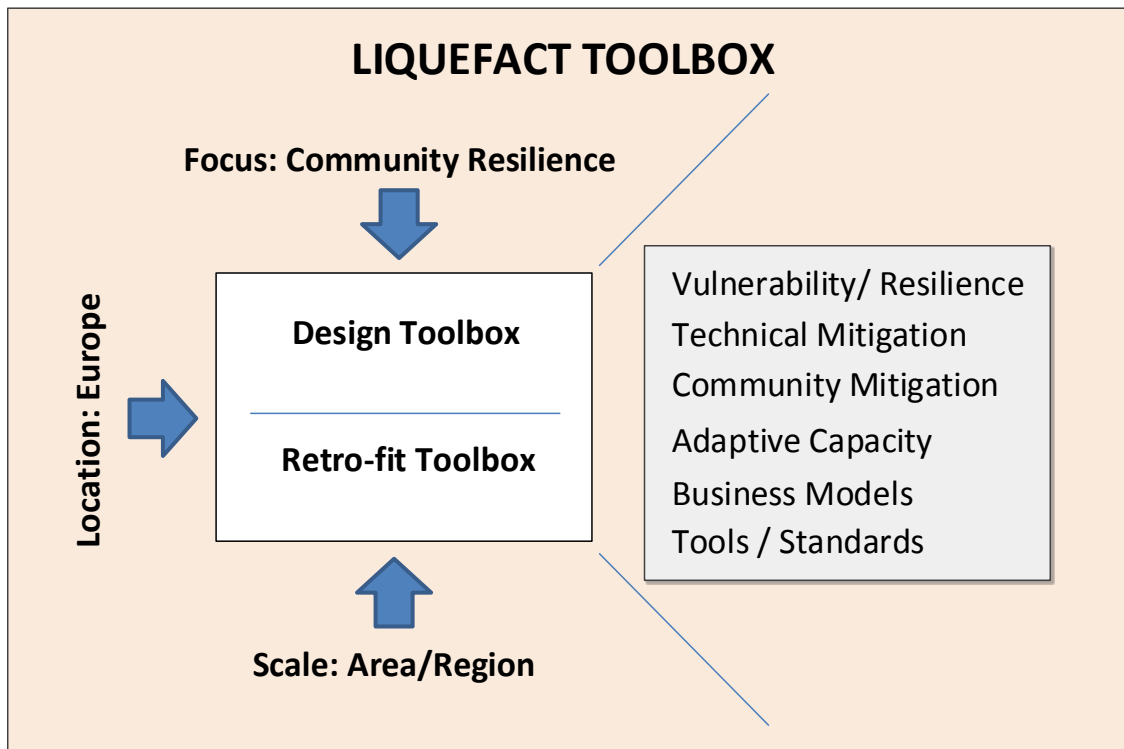 LIQUEFACT TOOLBOX
Focus: Community Resilience
Location: Europe
Design Toolbox
Retro-fit Toolbox
Scale: Area/Region
Vulnerability/ Resilience
Technical Mitigation
Community Mitigation
Adaptive Capacity
Business Models
Tools / Standards